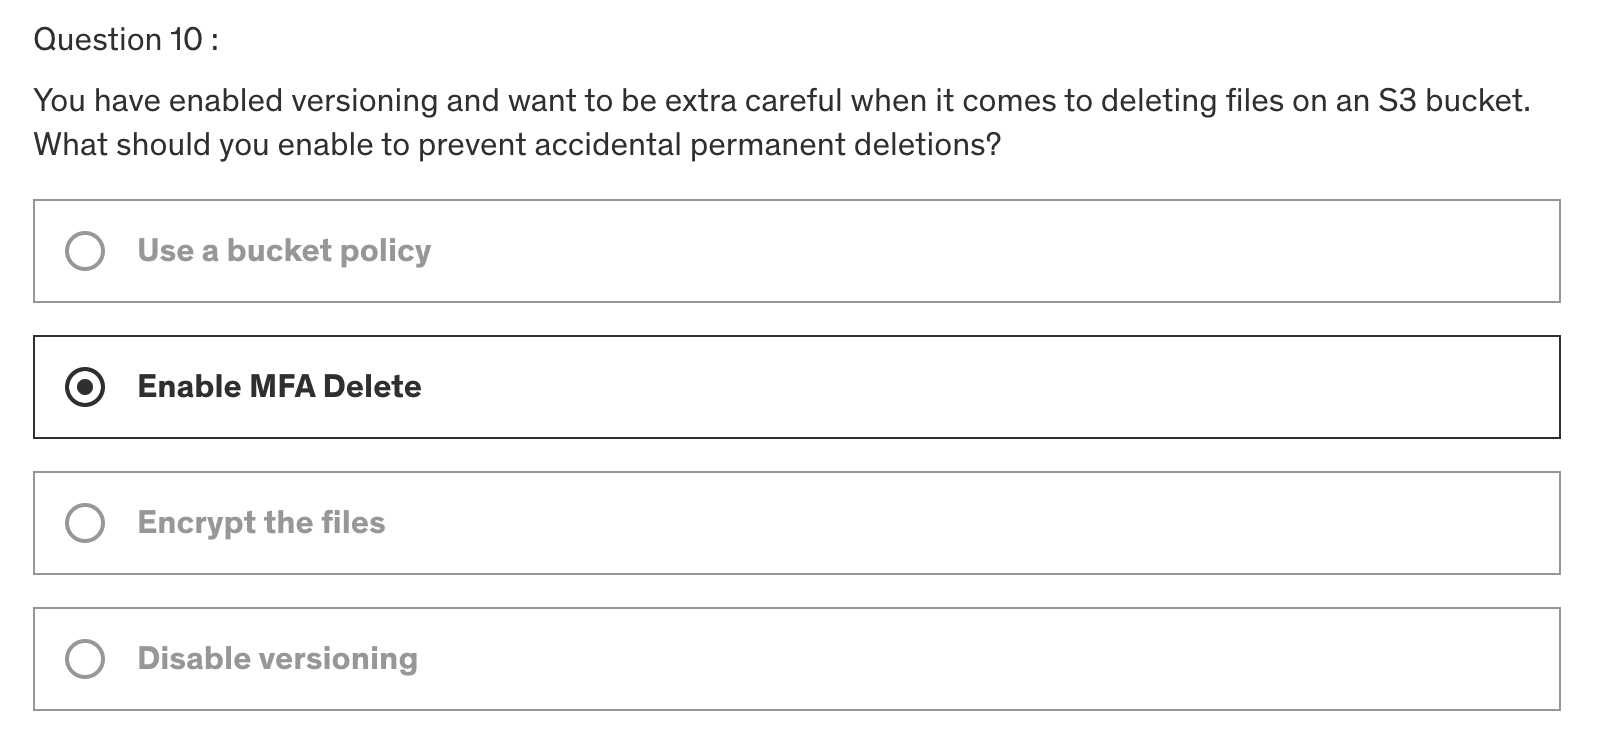 Question 10 :
You have enabled versioning and want to be extra careful when it comes to deleting files on an S3 bucket.
What should you enable to prevent accidental permanent deletions?
Use a bucket policy
Enable MFA Delete
Encrypt the files
Disable versioning